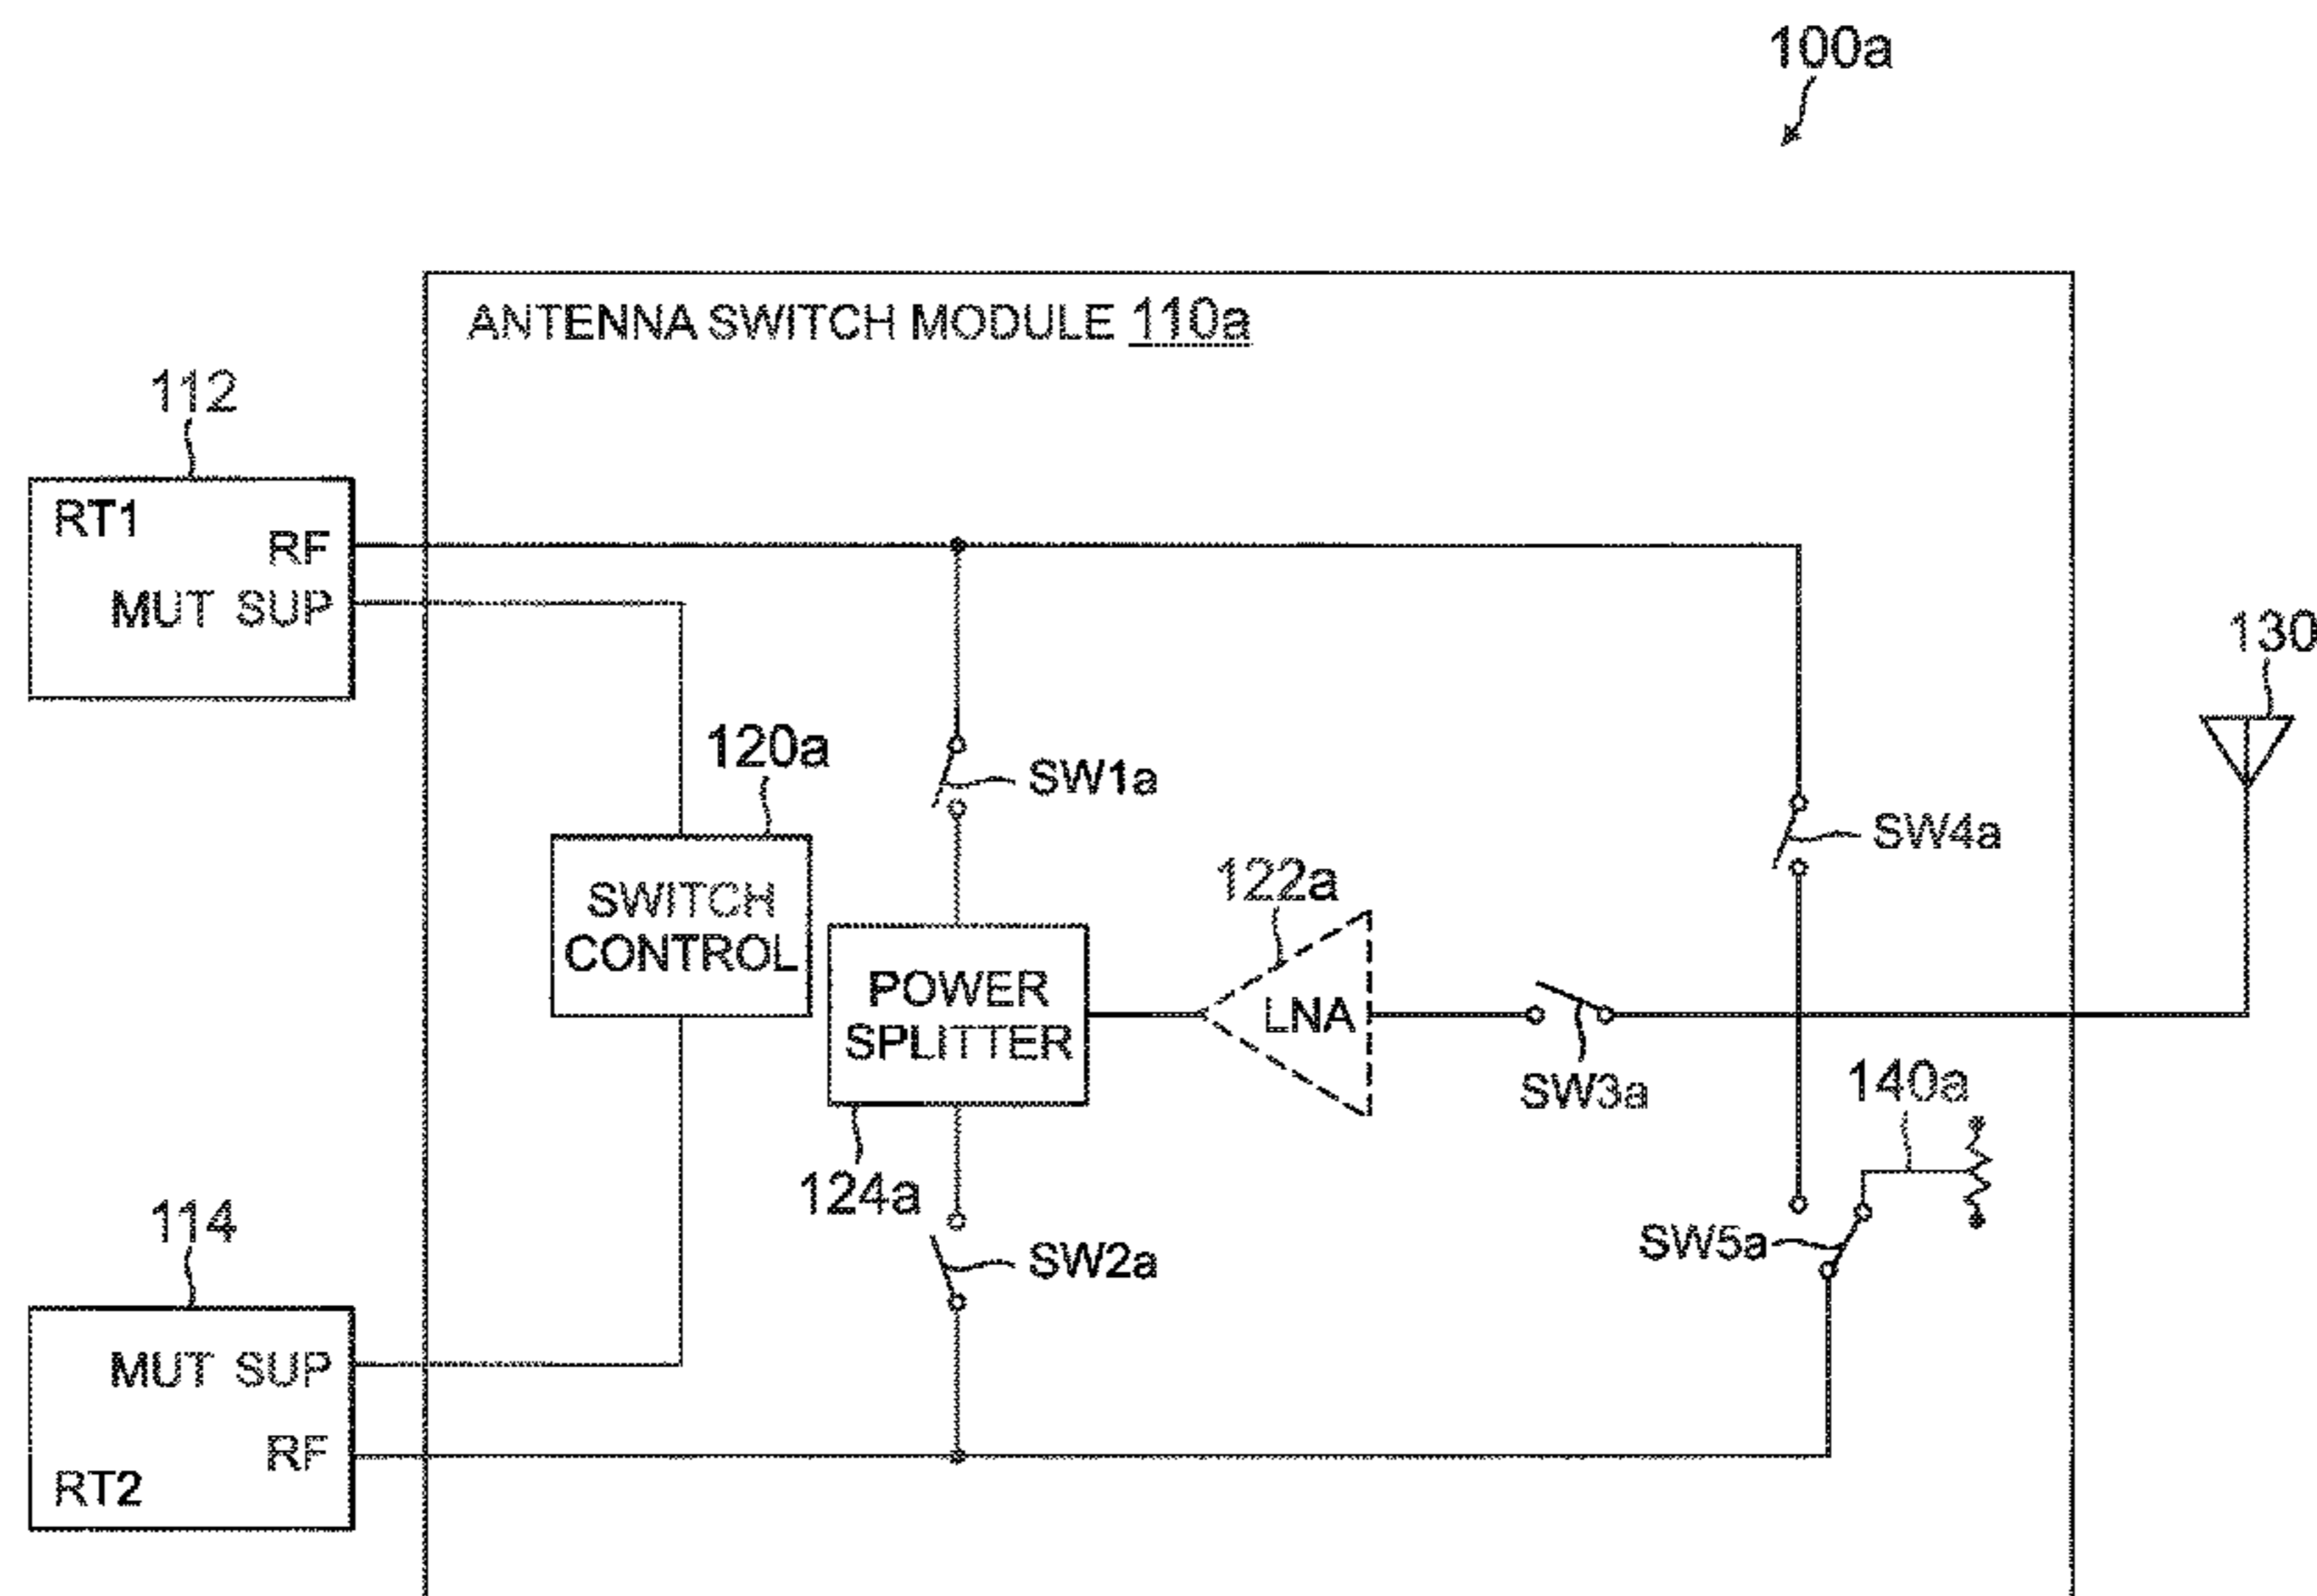 100a
ANTENNA SWITCH MODULE 110a
112
RT1
RF
MUT SUP
130
120a
SW1a
SW4a
122a
SWITCH
CONTROL
POWER
SPLITTER
LNA
SW3a
140a
124a
114
SW5a
SW2a
MUT SUP
RF
RT2